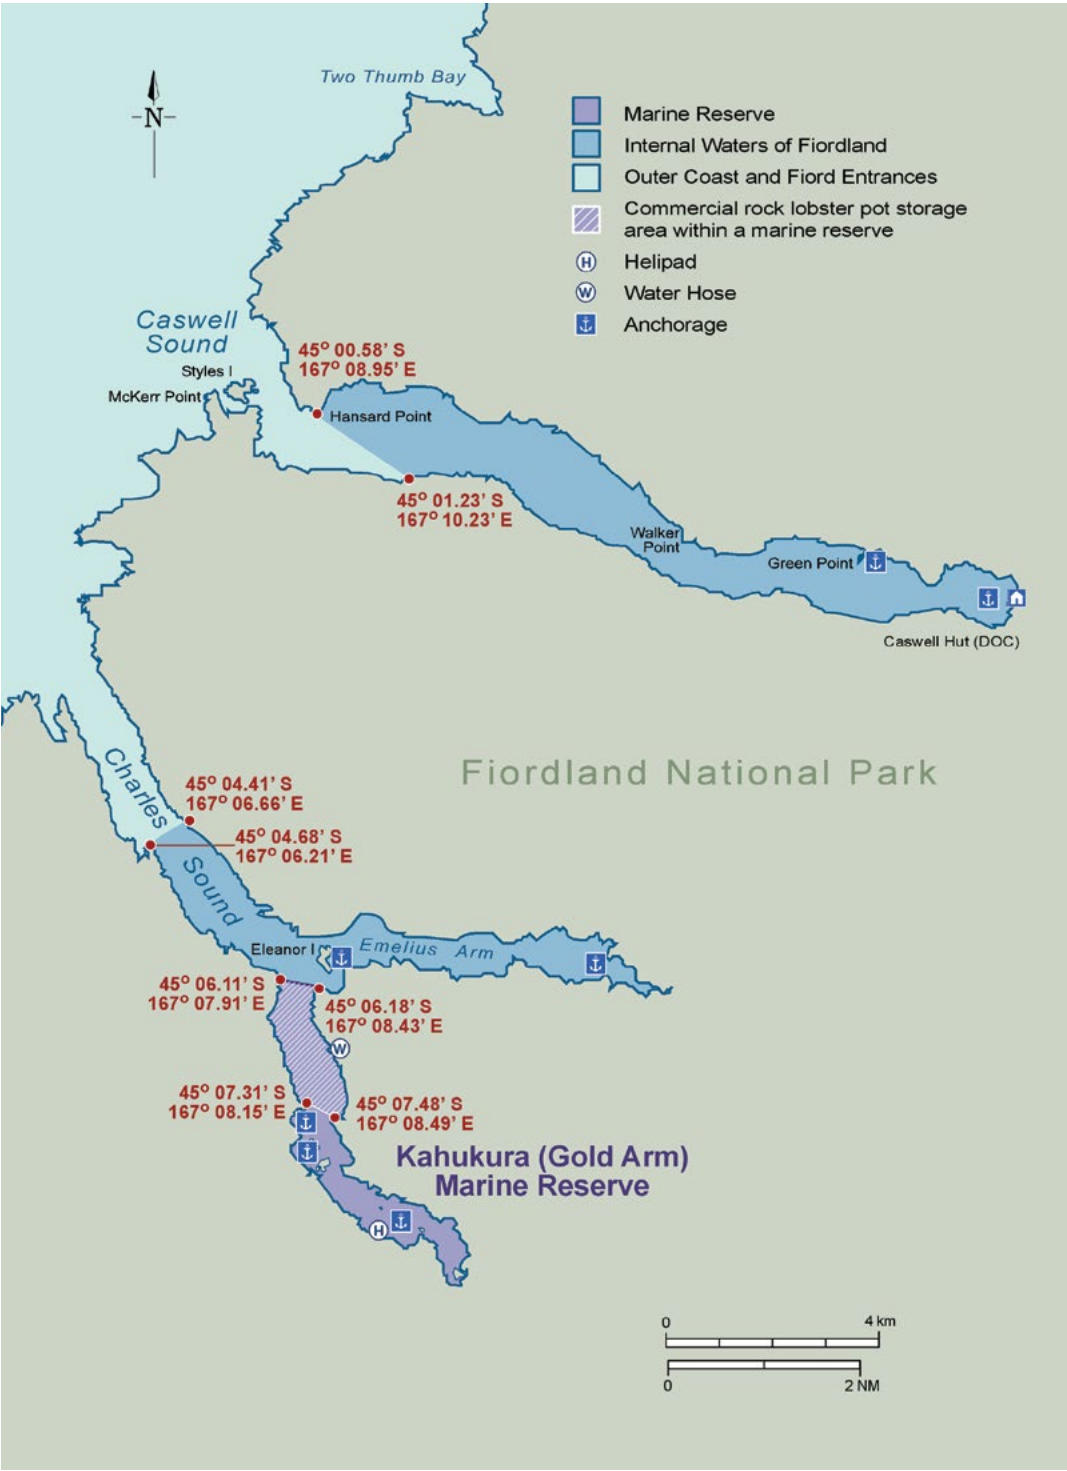 Two Thumb Bay
N
Marine Reserve
Internal Waters of Fiordland
Outer Coast and Fiord Entrances
Commercial rock lobster pot storage
area within a marine reserve
H Helipad
W Water Hose
Anchorage
Caswell
Sound
Styles I
McKerr Point
45° 00.58' S
167° 08.95' E
Hansard Point
45° 01.23' S
167° 10.23' E
Walker
Point
Green Point
Caswell Hut (DOC)
Fiordland National Park
Charles
Sound
45° 04.41' S
167° 06.66' E
45° 04.68' S
167° 06.21' E
Eleanor I
Emelius Arm
45° 06.11' S
167° 07.91' E
45° 06.18' S
167° 08.43' E
W
45° 07.31' S
167° 08.15' E
45° 07.48' S
167° 08.49' E
Kahukura (Gold Arm)
Marine Reserve
H
0 4 km
0 2 NM